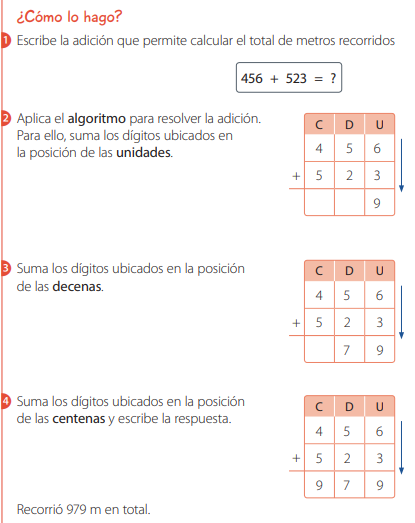 ¿Cómo lo hago?
1 Escribe la adición que permite calcular el total de metros recorridos
456 + 523 = ?
2 Aplica el algoritmo para resolver la adición.
Para ello, suma los dígitos ubicados en
la posición de las unidades.
C D U
4 5 6
+ 5 2 3
9
3 Suma los dígitos ubicados en la posición
de las decenas.
C D U
4 5 6
+ 5 2 3
7 9
4 Suma los dígitos ubicados en la posición
de las centenas y escribe la respuesta.
C D U
4 5 6
+ 5 2 3
9 7 9
Recorrió 979 m en total.